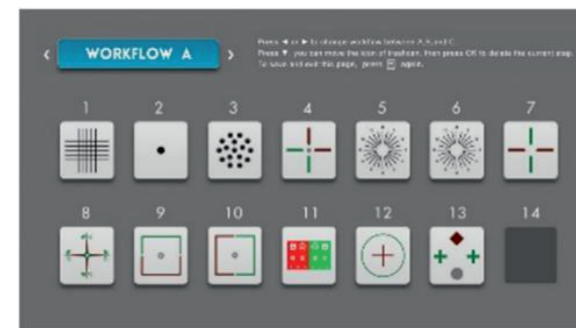 ‹ WORKFLOW A ›
Press ◄ or ► to change workflow between A, B and C.
Press ▼, you can move the icon of trashcan, then press OK to delete the current step.
To save and exit this page, press again.
1 2 3 4 5 6 7
8 9 10 11 12 13 14